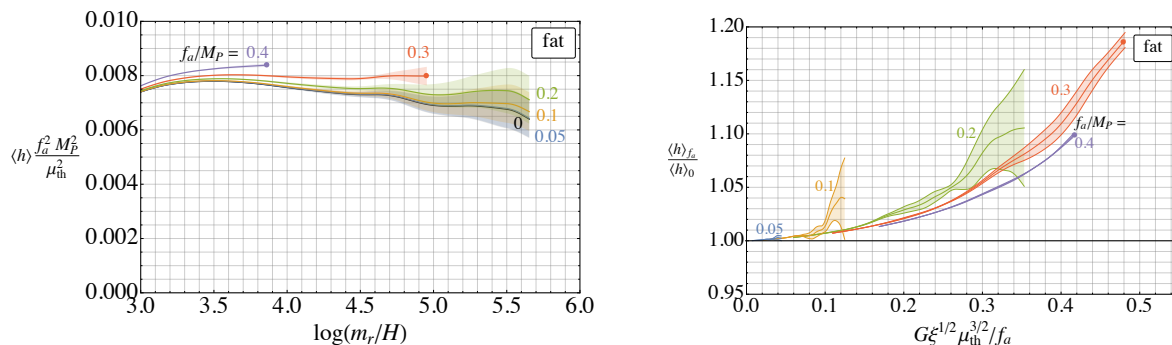 0.010
0.008
0.006
0.004
0.002
0.000
⟨h⟩ f_a^2 M_P^2 / μ_th^2
f_a/M_P = 0.4
0.3
0.2
0.1
0
0.05
fat
3.0 3.5 4.0 4.5 5.0 5.5 6.0
log(m_r/H)
1.20
1.15
1.10
1.05
1.00
0.95
⟨h⟩_{f_a} / ⟨h⟩_0
fat
0.3
f_a/M_P =
0.4
0.2
0.1
0.05
0.0 0.1 0.2 0.3 0.4 0.5
Gξ^{1/2} μ_th^{3/2}/f_a